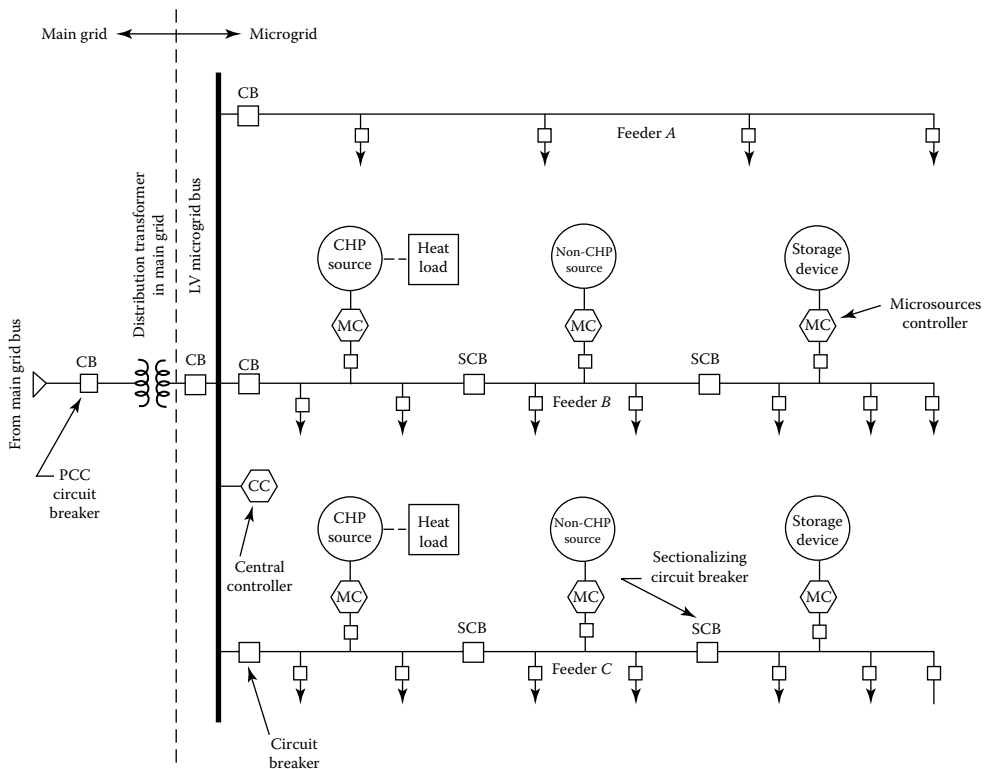 Main grid
Microgrid
CB
Feeder A
Distribution transformer
in main grid
LV microgrid bus
CHP
source
Heat
load
Non-CHP
source
Storage
device
MC
MC
MC
Microsources
controller
From main grid bus
CB
CB
CB
SCB
SCB
Feeder B
PCC
circuit
breaker
CC
Central
controller
CHP
source
Heat
load
Non-CHP
source
Storage
device
Sectionalizing
circuit breaker
MC
MC
MC
SCB
SCB
Feeder C
Circuit
breaker